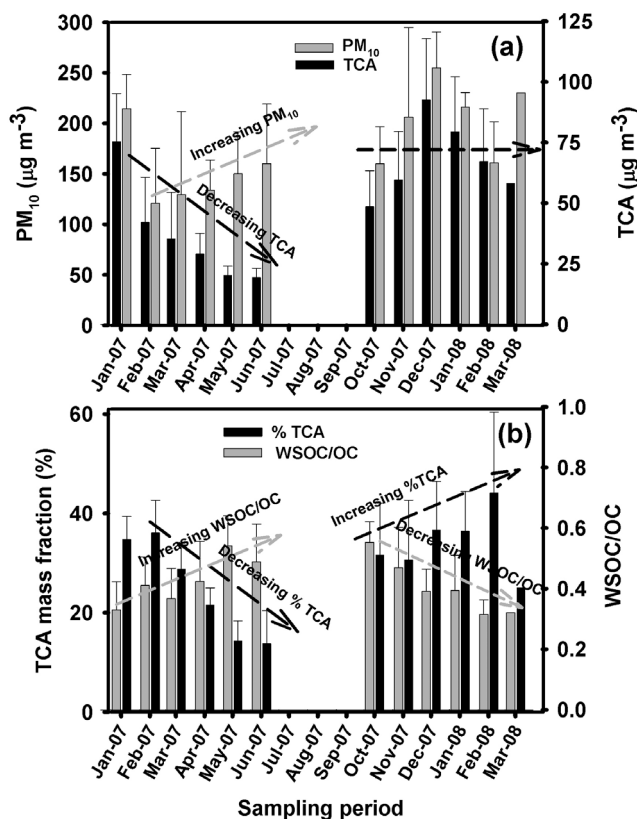 300
250
200
150
100
50
0
PM₁₀ (µg m⁻³)
(a)
PM₁₀
TCA
Increasing PM₁₀
Decreasing TCA
125
100
75
50
25
0
TCA (µg m⁻³)
Jan-07
Feb-07
Mar-07
Apr-07
May-07
Jun-07
Jul-07
Aug-07
Sep-07
Oct-07
Nov-07
Dec-07
Jan-08
Feb-08
Mar-08
60
40
20
0
TCA mass fraction (%)
(b)
% TCA
WSOC/OC
Increasing WSOC/OC
Decreasing % TCA
Increasing %TCA
Decreasing WSOC/OC
1.0
0.8
0.6
0.4
0.2
0.0
WSOC/OC
Jan-07
Feb-07
Mar-07
Apr-07
May-07
Jun-07
Jul-07
Aug-07
Sep-07
Oct-07
Nov-07
Dec-07
Jan-08
Feb-08
Mar-08
Sampling period